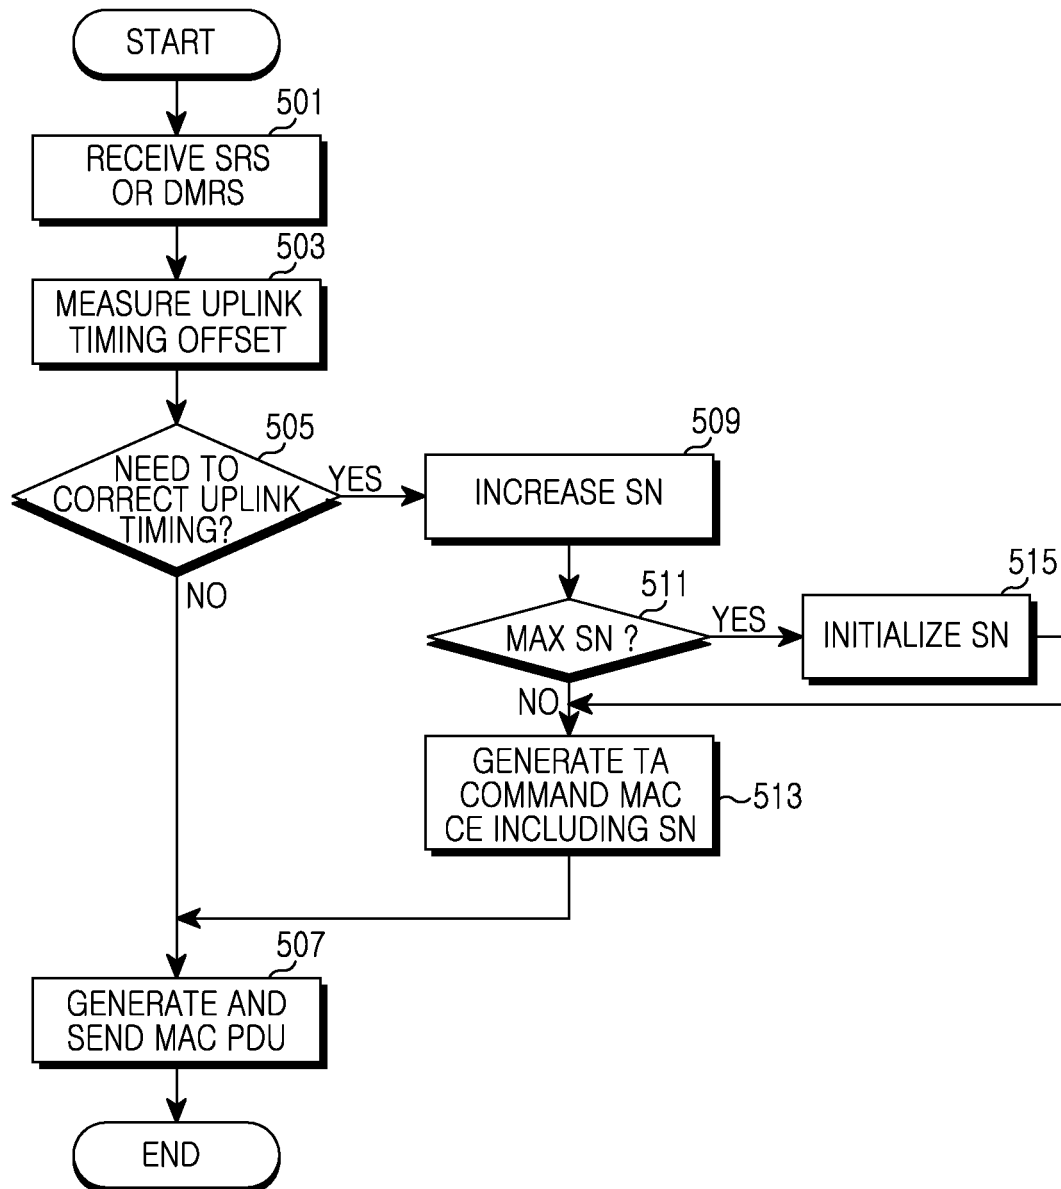 START
501
RECEIVE SRS
OR DMRS
503
MEASURE UPLINK
TIMING OFFSET
505
NEED TO
CORRECT UPLINK
TIMING?
YES
NO
509
INCREASE SN
511
MAX SN ?
YES
NO
515
INITIALIZE SN
GENERATE TA
COMMAND MAC
CE INCLUDING SN
513
507
GENERATE AND
SEND MAC PDU
END